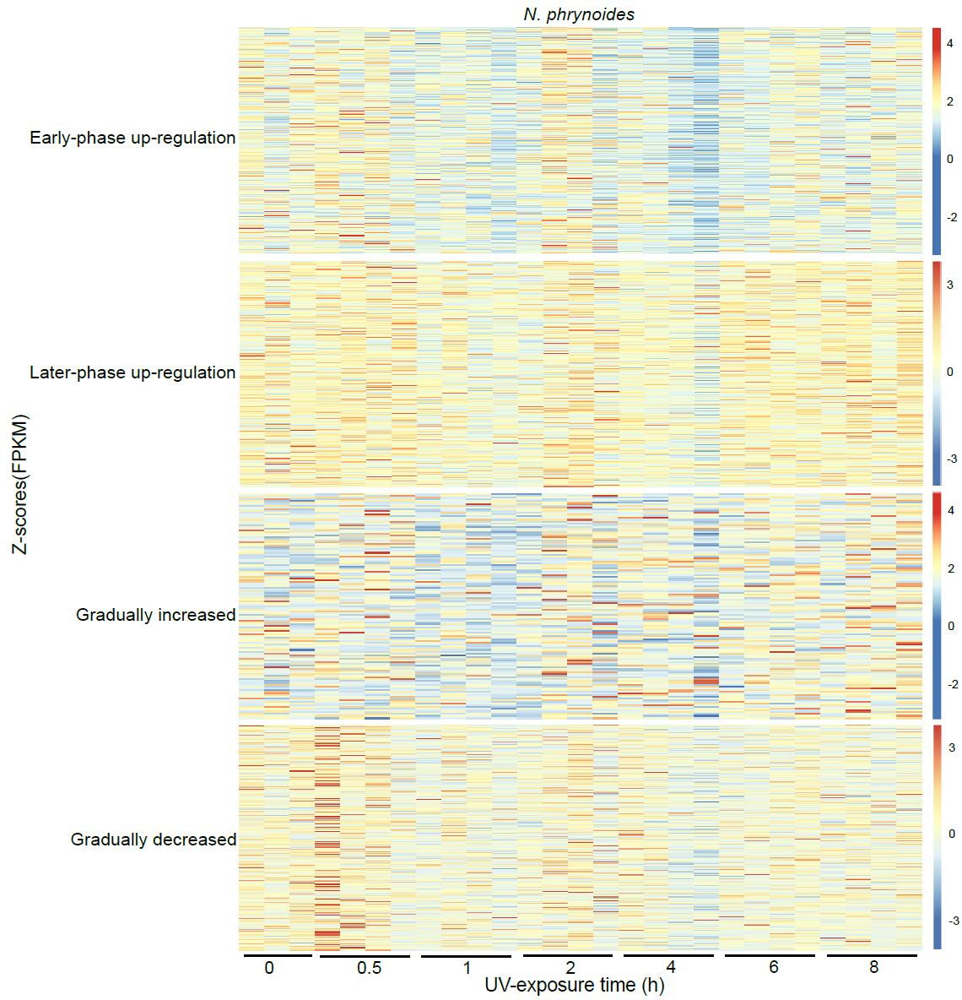 N. phrynoides
Early-phase up-regulation
4
2
0
-2
Later-phase up-regulation
3
0
-3
Z-scores(FPKM)
Gradually increased
4
2
0
-2
Gradually decreased
3
0
-3
0 0.5 1 2 4 6 8
UV-exposure time (h)